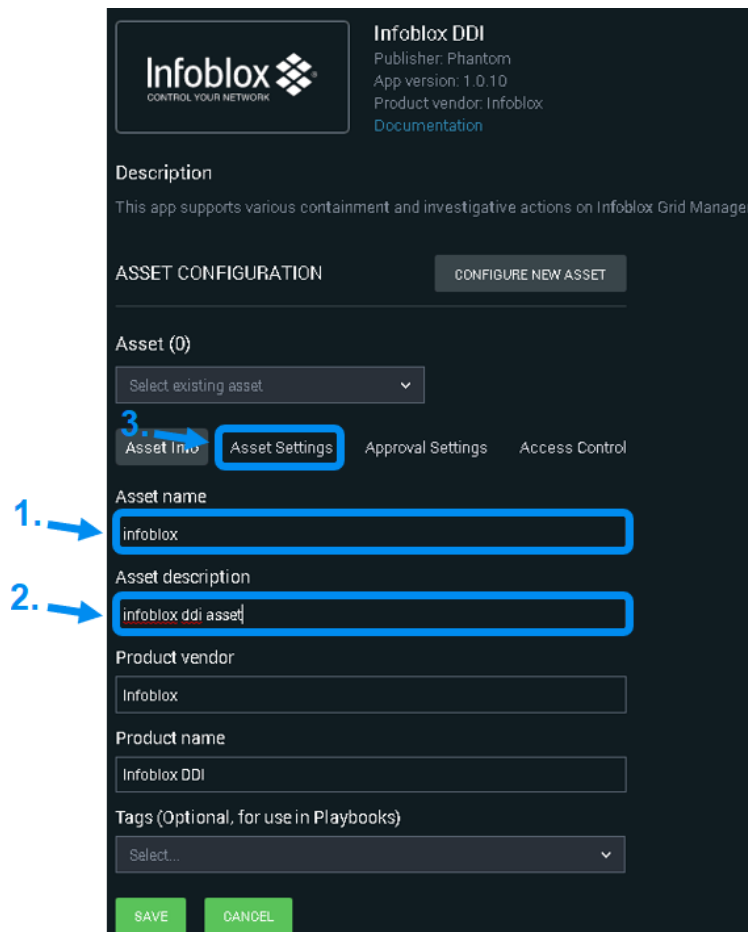 Infoblox
CONTROL YOUR NETWORK
Infoblox DDI
Publisher: Phantom
App version: 1.0.10
Product vendor: Infoblox
Documentation
Description
This app supports various containment and investigative actions on Infoblox Grid Manage
ASSET CONFIGURATION
CONFIGURE NEW ASSET
Asset (0)
Select existing asset
3.
Asset Info
Asset Settings
Approval Settings
Access Control
Asset name
1.
infoblox
Asset description
2.
infoblox ddi asset
Product vendor
Infoblox
Product name
Infoblox DDI
Tags (Optional, for use in Playbooks)
Select...
SAVE
CANCEL